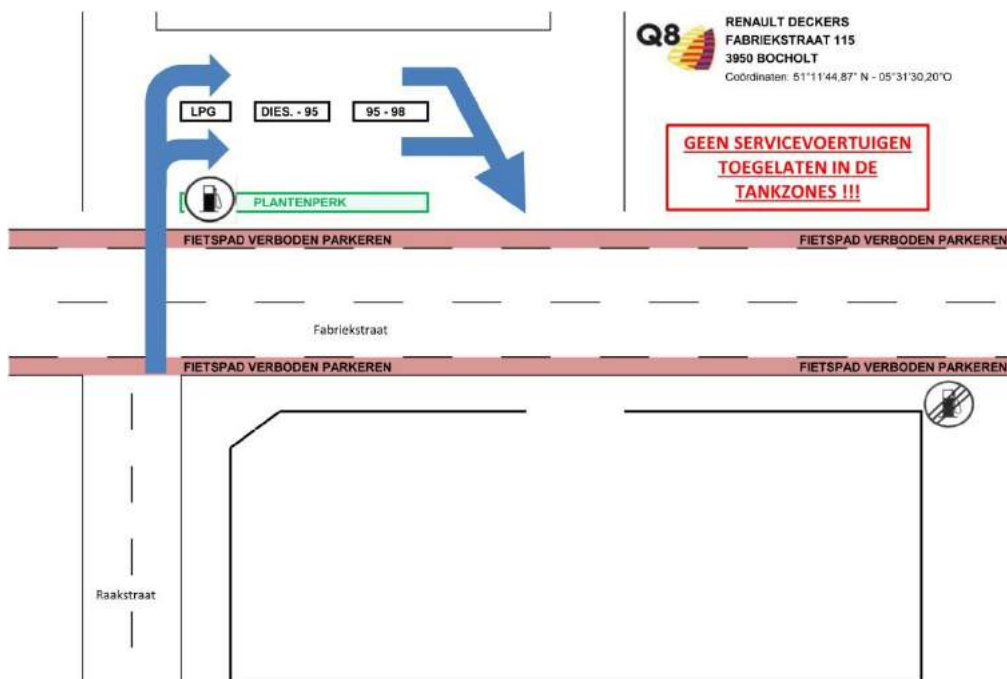 Q8
RENAULT DECKERS
FABRIEKSTRAAT 115
3950 BOCHOLT
Coördinaten: 51°11'44,87" N - 05°31'30,20"O
LPG
DIES. - 95
95 - 98
GEEN SERVICEVOERTUIGEN
TOEGELATEN IN DE
TANKZONES !!!
PLANTENPERK
FIETSPAD VERBODEN PARKEREN
FIETSPAD VERBODEN PARKEREN
Fabriekstraat
FIETSPAD VERBODEN PARKEREN
FIETSPAD VERBODEN PARKEREN
Raakstraat